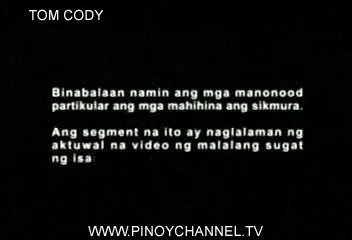 TOM CODY
Binabalaan namin ang mga manonood
partikular ang mga mahihina ang sikmura.
Ang segment na ito ay naglalaman ng
aktuwal na video ng malalang sugat
ng isa
WWW.PINOYCHANNEL.TV